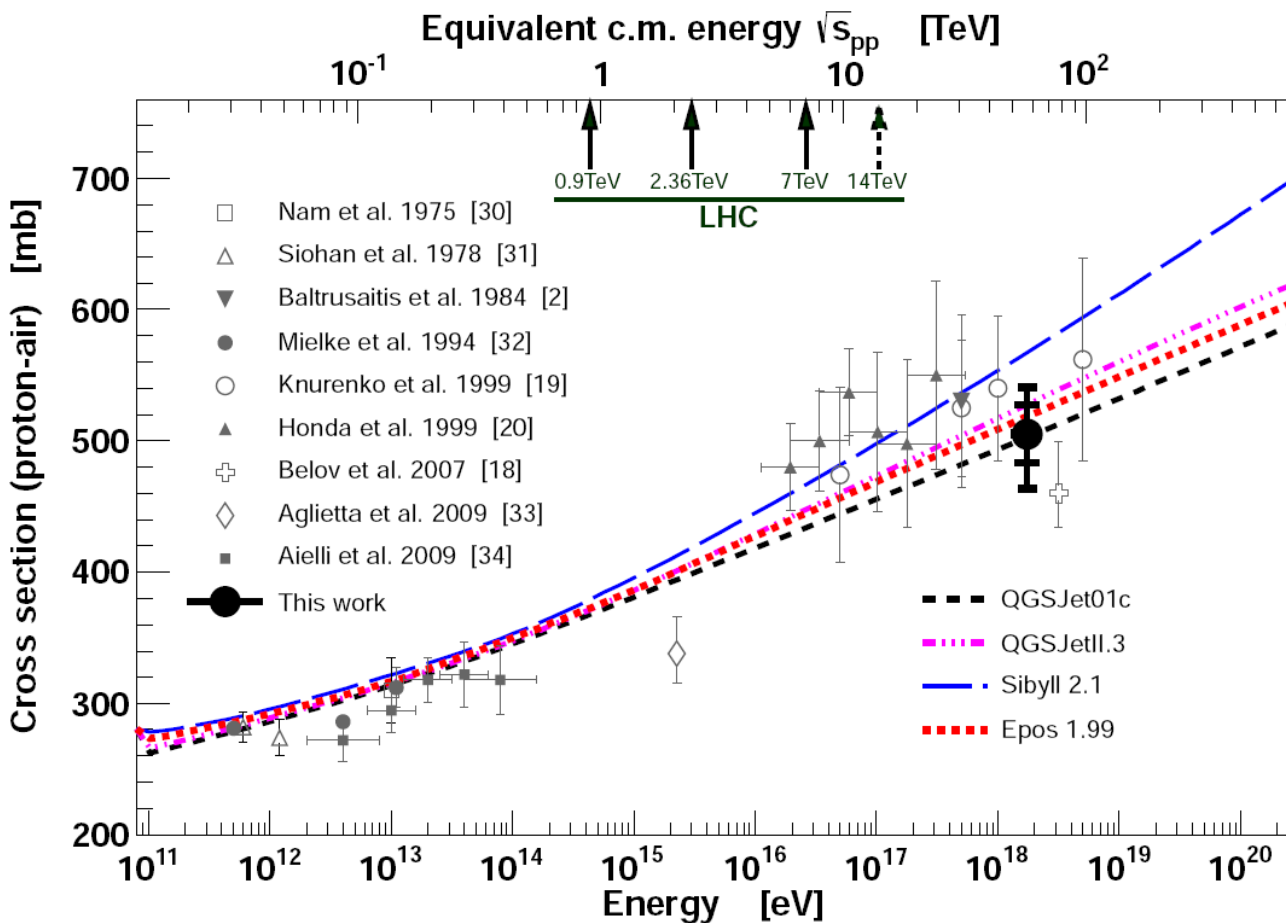 Equivalent c.m. energy √s_pp [TeV]
10^-1 1 10 10^2
Cross section (proton-air) [mb]
700
600
500
400
300
200
0.9TeV 2.36TeV 7TeV 14TeV
LHC
Nam et al. 1975 [30]
Siohan et al. 1978 [31]
Baltrusaitis et al. 1984 [2]
Mielke et al. 1994 [32]
Knurenko et al. 1999 [19]
Honda et al. 1999 [20]
Belov et al. 2007 [18]
Aglietta et al. 2009 [33]
Aielli et al. 2009 [34]
This work
QGSJet01c
QGSJetII.3
Sibyll 2.1
Epos 1.99
10^11 10^12 10^13 10^14 10^15 10^16 10^17 10^18 10^19 10^20
Energy [eV]